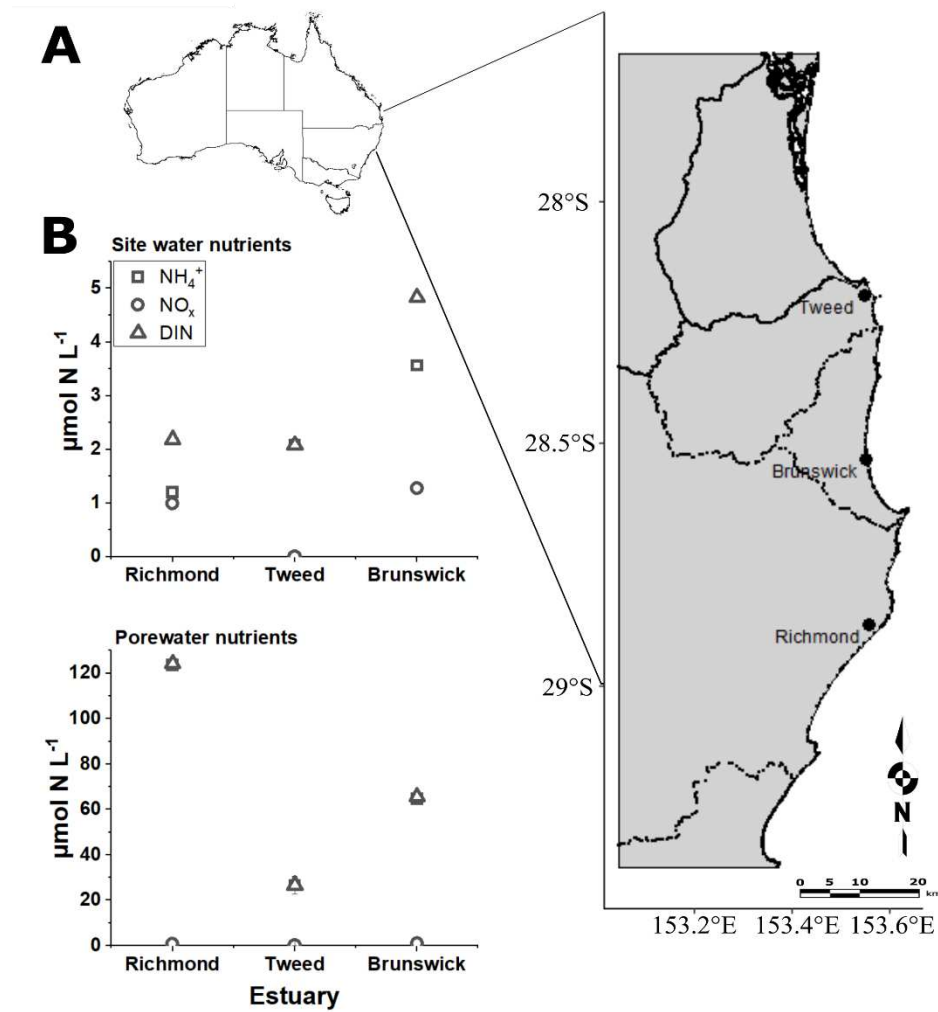 A
B
Site water nutrients
NH₄⁺
NOₓ
DIN
µmol N L⁻¹
5
4
3
2
1
0
Richmond
Tweed
Brunswick
Porewater nutrients
µmol N L⁻¹
120
100
80
60
40
20
0
Richmond
Tweed
Brunswick
Estuary
28°S
28.5°S
29°S
Tweed
Brunswick
Richmond
N
0 5 10 20
km
153.2°E 153.4°E 153.6°E